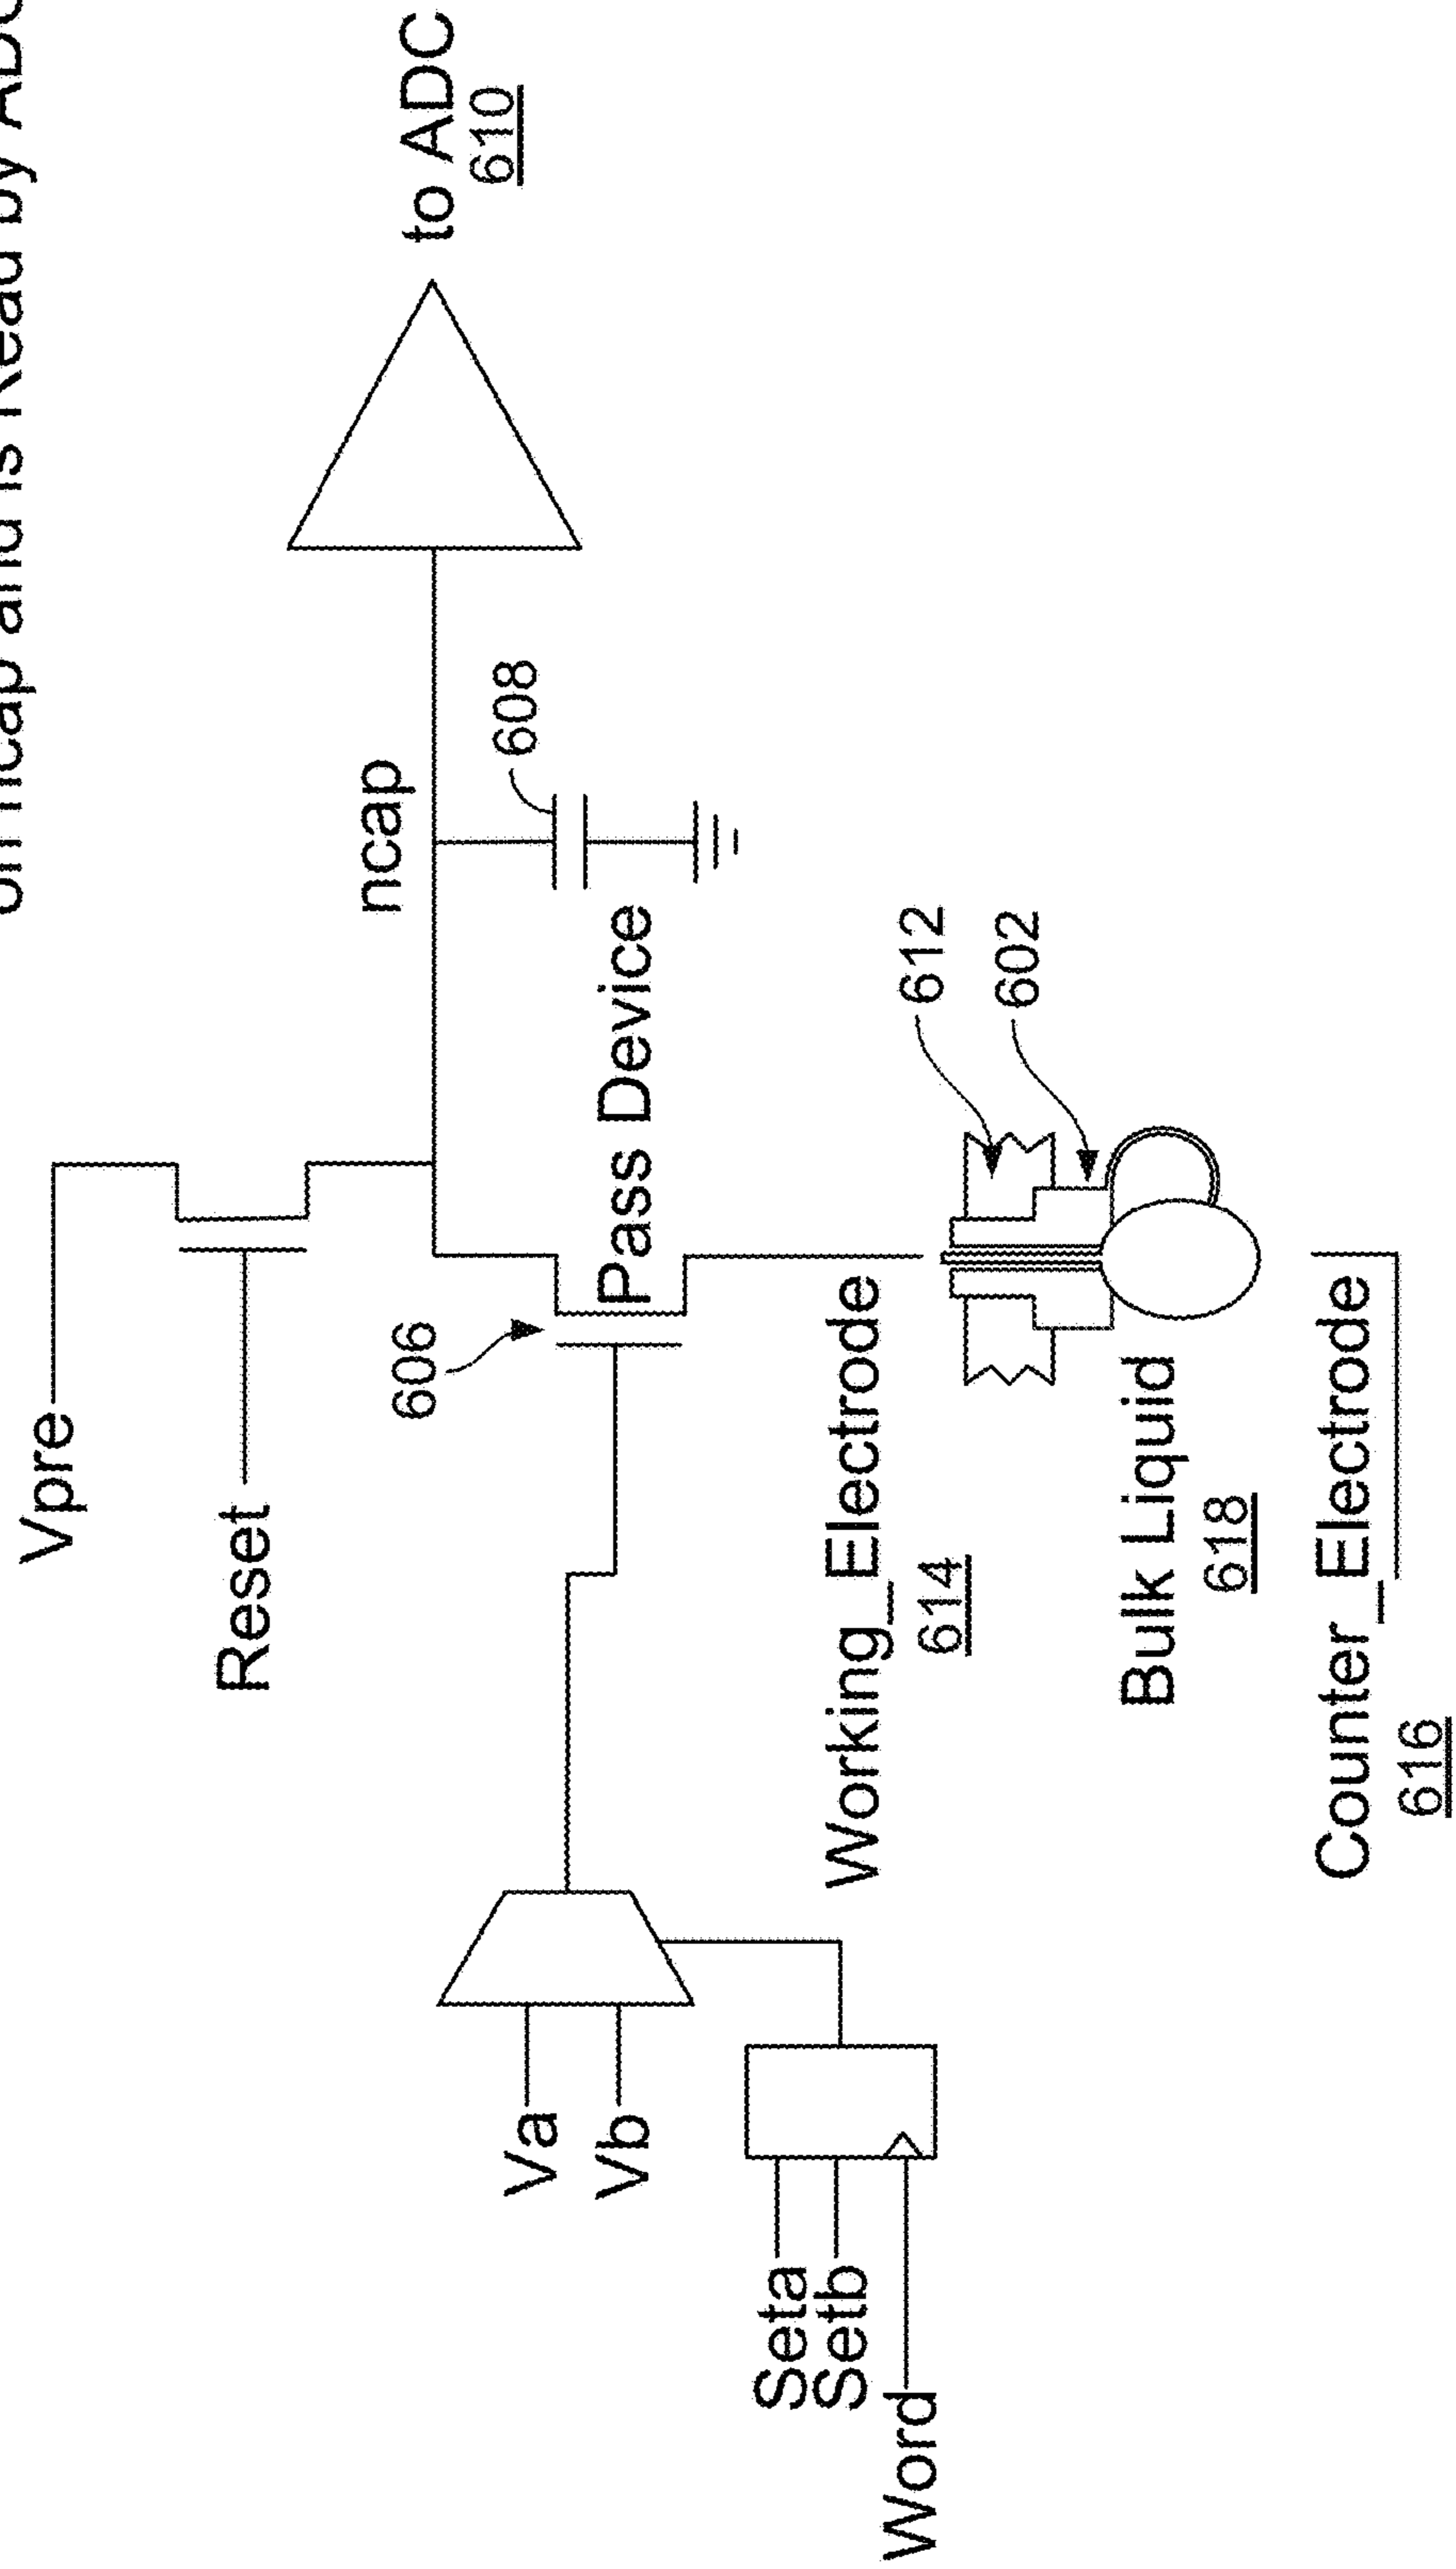 on ncap and is Read by ADC
Vpre
Reset
ncap
to ADC
610
608
606
Pass Device
Va
Vb
Seta
Setb
Word
Working_Electrode
614
612
602
Bulk Liquid
618
Counter_Electrode
616